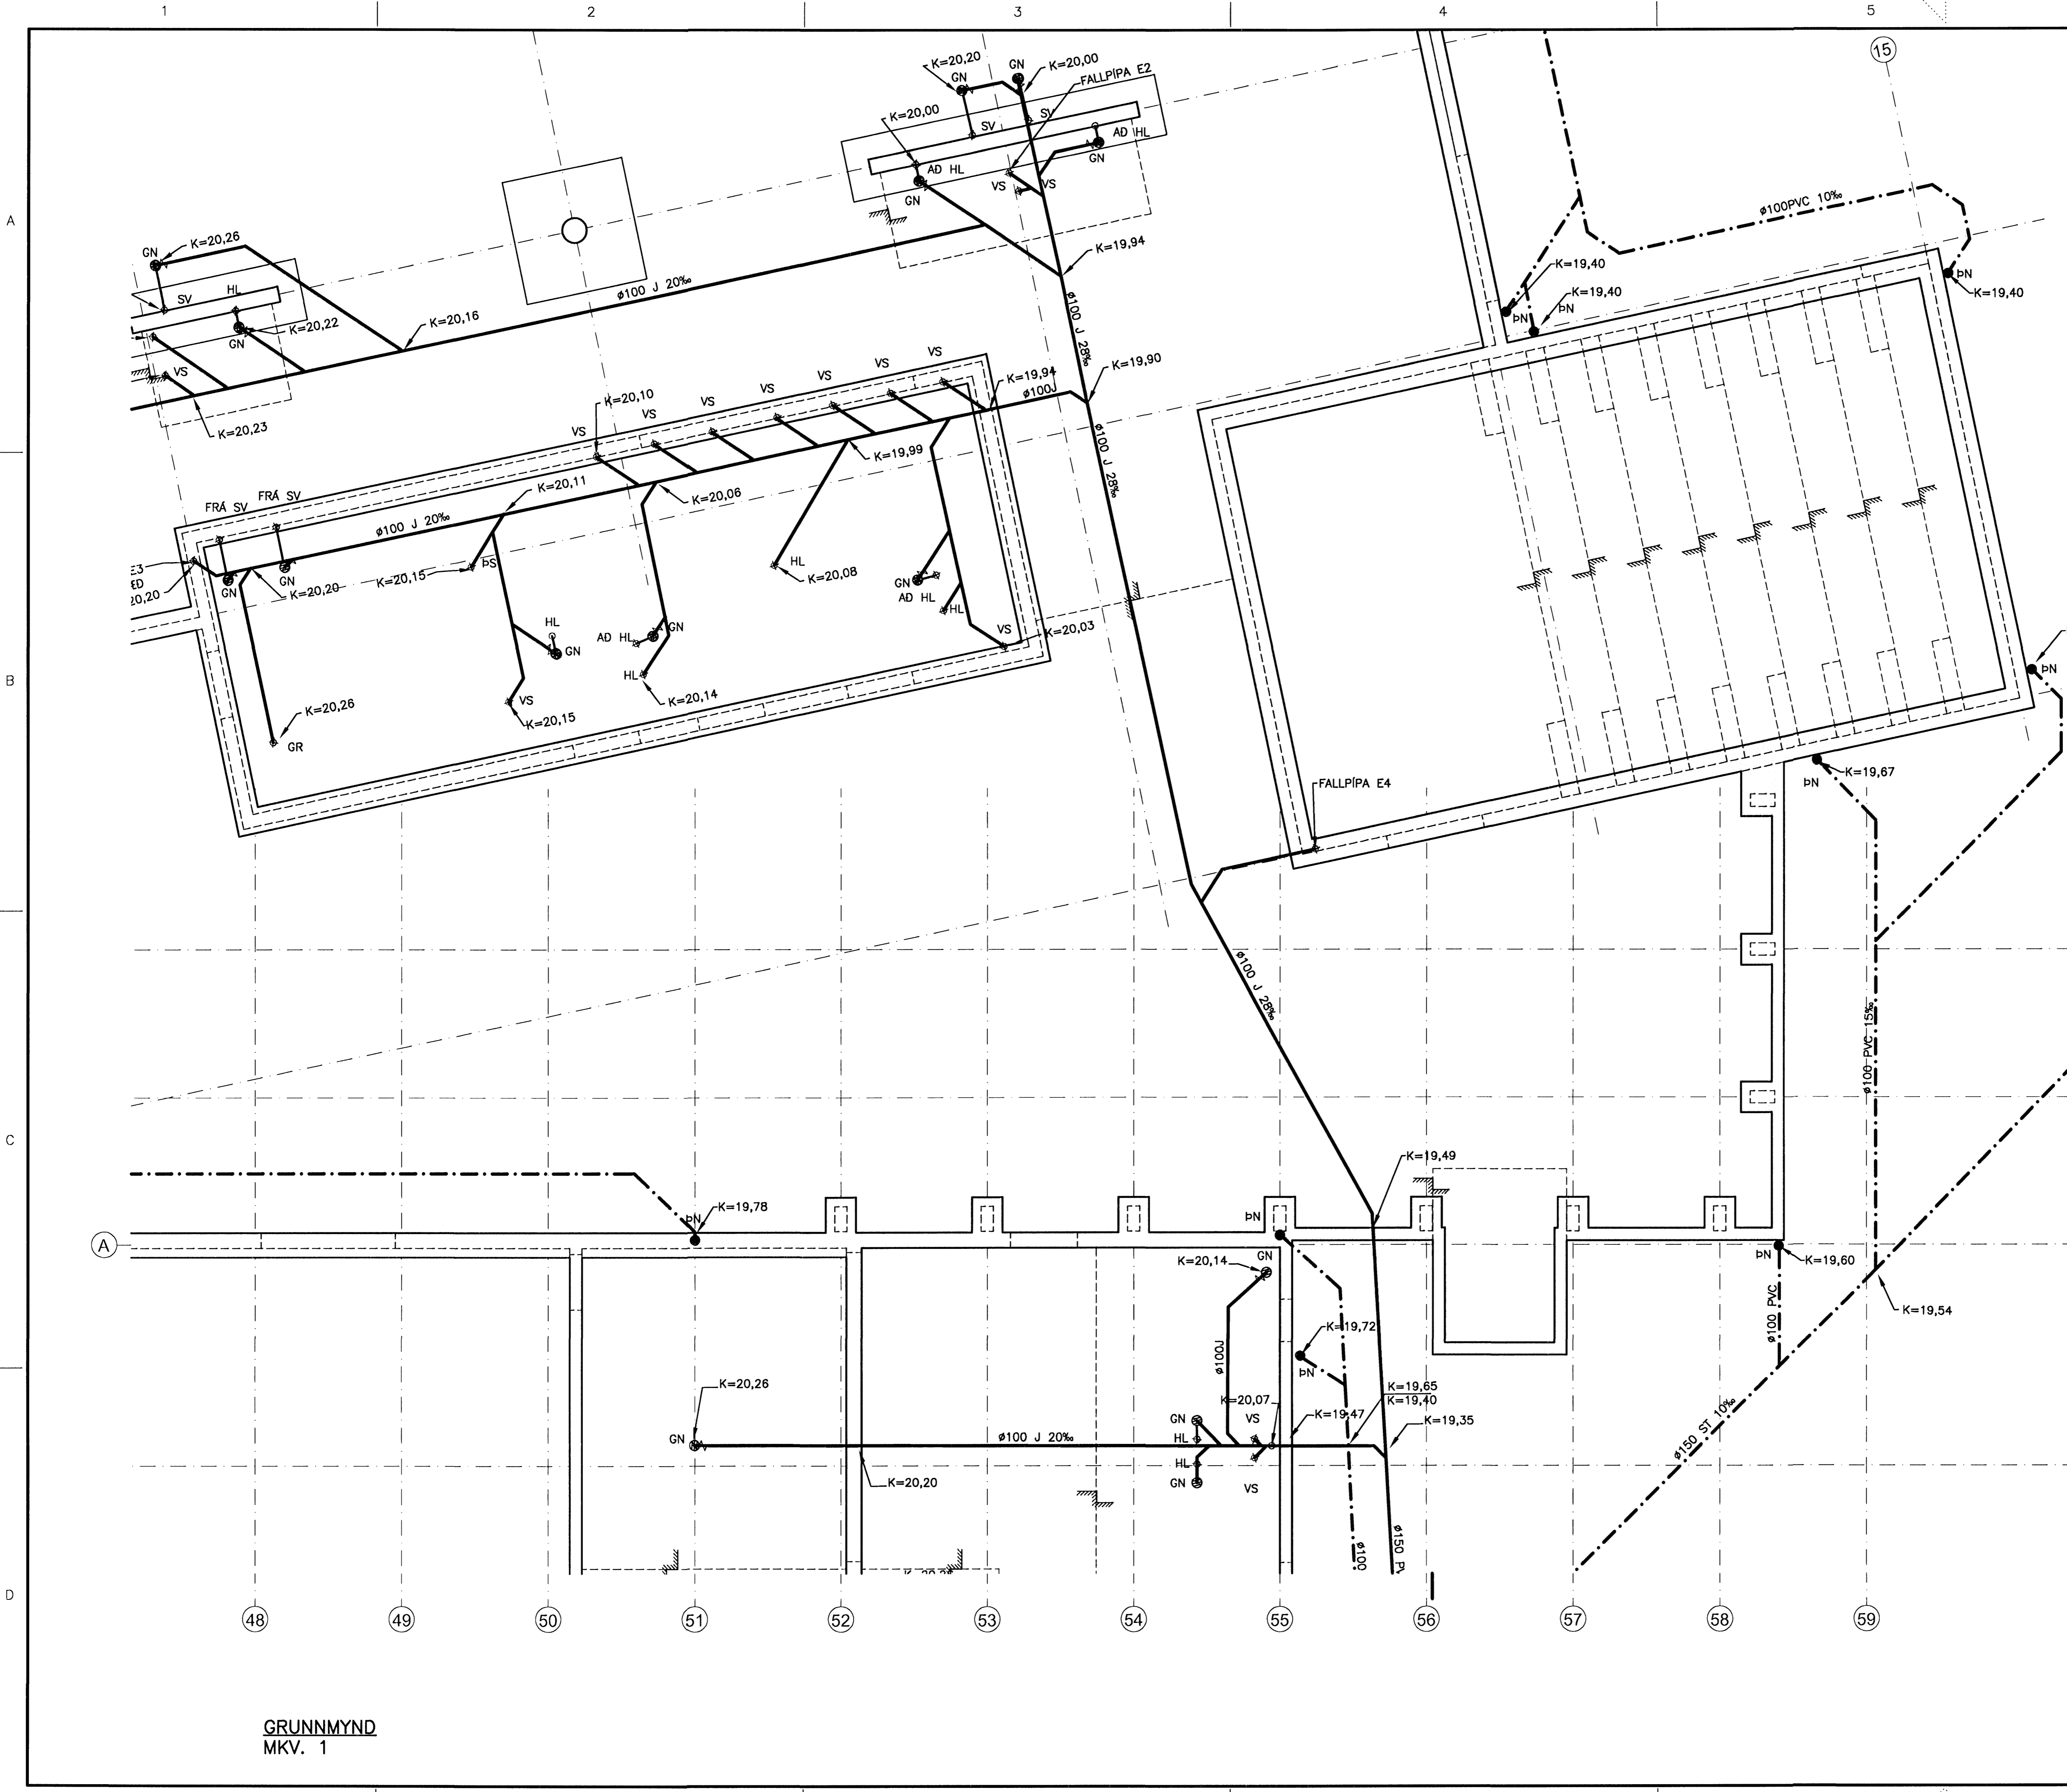 1
2
3
4
5
15
K=20,20
GN
GN
K=20,00
FALLPÍPA E2
K=20,00
SV
SV
AÐ HL
AÐ HL
GN
GN
VS
VS
A
ø100PVC 10‰
GN
K=20,26
K=19,94
K=19,40
ÞN
K=19,40
ÞN
K=19,40
ÞN
SV
HL
ø100 J 20‰
ø100 J 28‰
K=20,22
GN
K=20,16
VS
K=19,90
VS
VS
VS
VS
VS
VS
VS
K=19,94
ø100J
K=20,10
K=20,23
K=19,99
ø100 J 28‰
K=20,11
K=20,06
FRÁ SV
FRÁ SV
ø100 J 20‰
E3
20,20
GN
GN
K=20,20
K=20,15
ÞS
HL
K=20,08
GN
AÐ HL
HL
HL
GN
AÐ HL
GN
VS
K=20,03
B
ÞN
HL
K=20,14
VS
K=20,15
K=20,26
GR
K=19,67
ÞN
FALLPÍPA E4
ø100 J 28‰
ø100 PVC 15‰
C
K=19,49
ÞN
K=19,78
ÞN
A
K=20,14
GN
ÞN
K=19,60
K=19,54
ø100 PVC
K=19,72
ÞN
ø100J
K=20,26
K=20,07
K=19,65
K=19,40
K=19,47
K=19,35
GN
VS
HL
GN
ø100 J 20‰
HL
GN
VS
K=20,20
ø150 ST 10‰
ø100
ø150
D
48
49
50
51
52
53
54
55
56
57
58
59
GRUNNMYND
MKV. 1